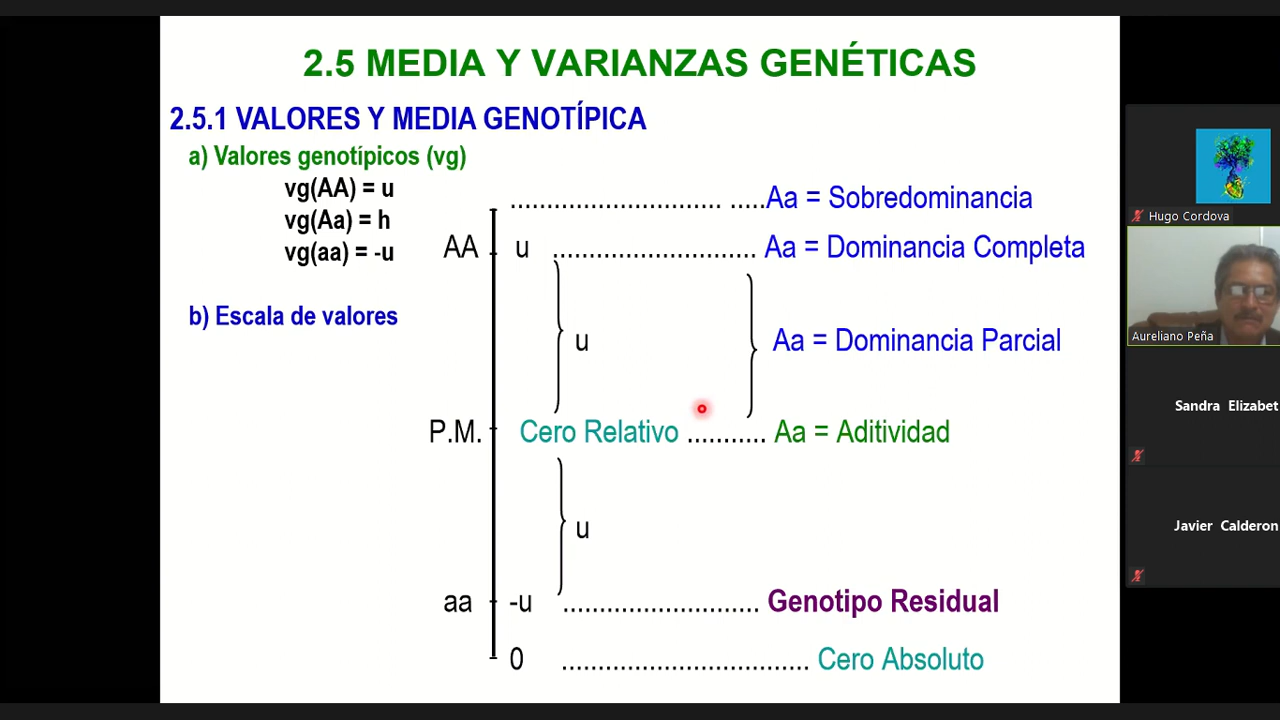 2.5 MEDIA Y VARIANZAS GENÉTICAS
2.5.1 VALORES Y MEDIA GENOTÍPICA
a) Valores genotípicos (vg)
vg(AA) = u
vg(Aa) = h
vg(aa) = -u
b) Escala de valores
............................ .....Aa = Sobredominancia
AA u ........................... Aa = Dominancia Completa
u Aa = Dominancia Parcial
P.M. Cero Relativo ........... Aa = Aditividad
u
aa -u ........................... Genotipo Residual
0 ................................. Cero Absoluto
Hugo Cordova
Aureliano Peña
Sandra Elizabet
Javier Calderon